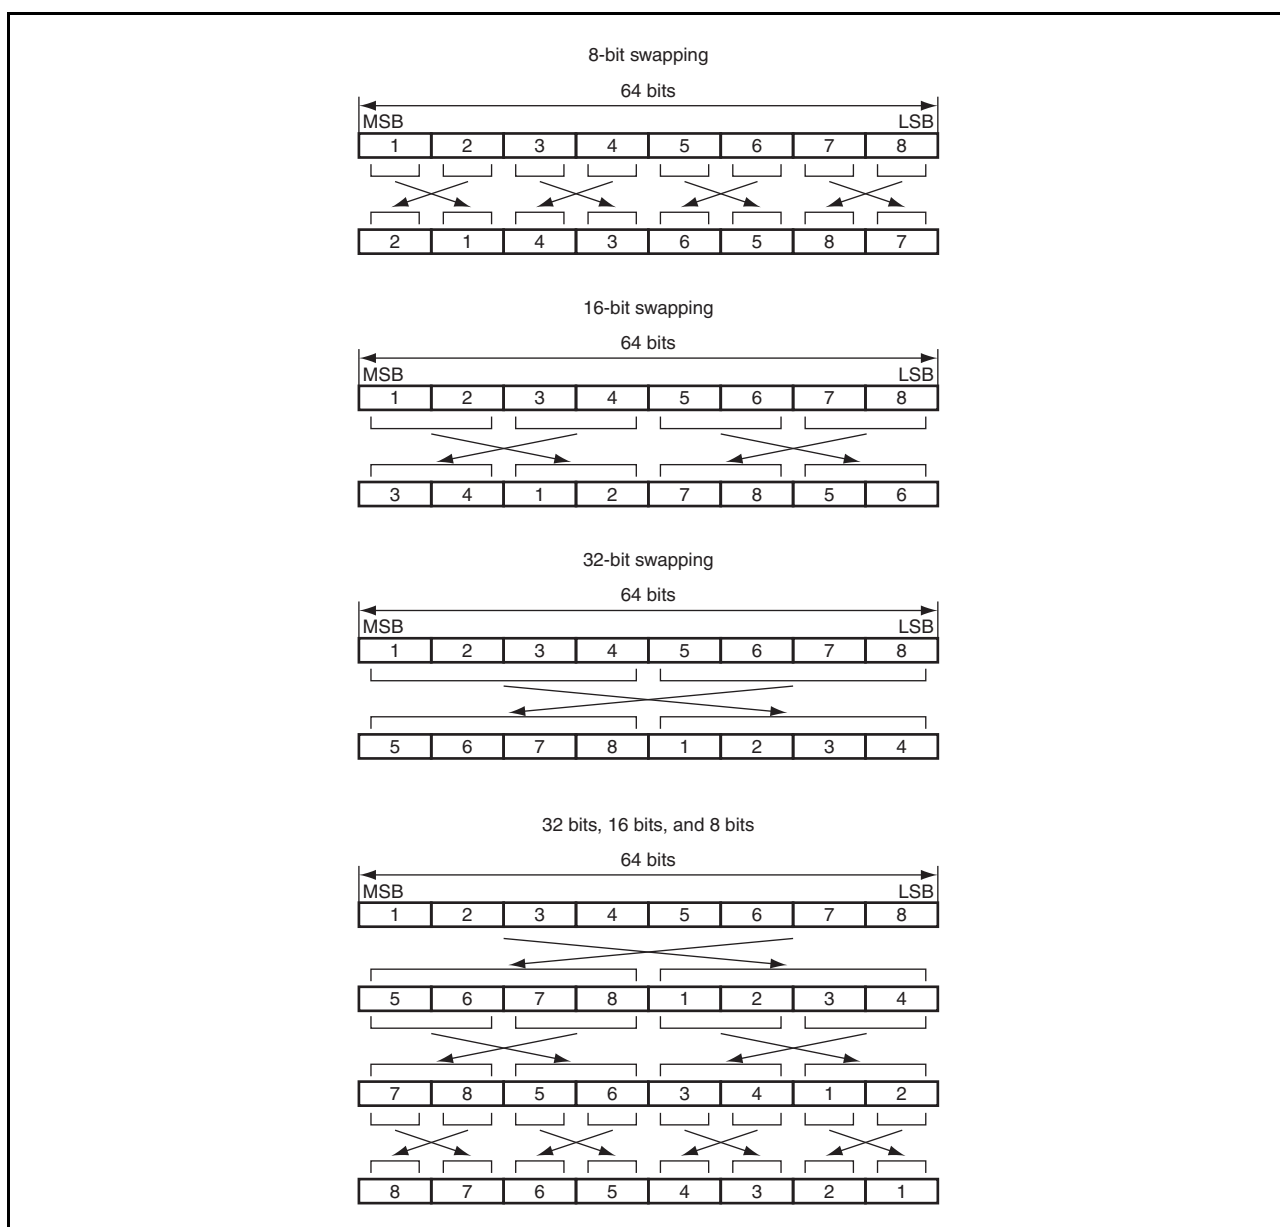 8-bit swapping
64 bits
MSB LSB
1 2 3 4 5 6 7 8
2 1 4 3 6 5 8 7
16-bit swapping
64 bits
MSB LSB
1 2 3 4 5 6 7 8
3 4 1 2 7 8 5 6
32-bit swapping
64 bits
MSB LSB
1 2 3 4 5 6 7 8
5 6 7 8 1 2 3 4
32 bits, 16 bits, and 8 bits
64 bits
MSB LSB
1 2 3 4 5 6 7 8
5 6 7 8 1 2 3 4
7 8 5 6 3 4 1 2
8 7 6 5 4 3 2 1